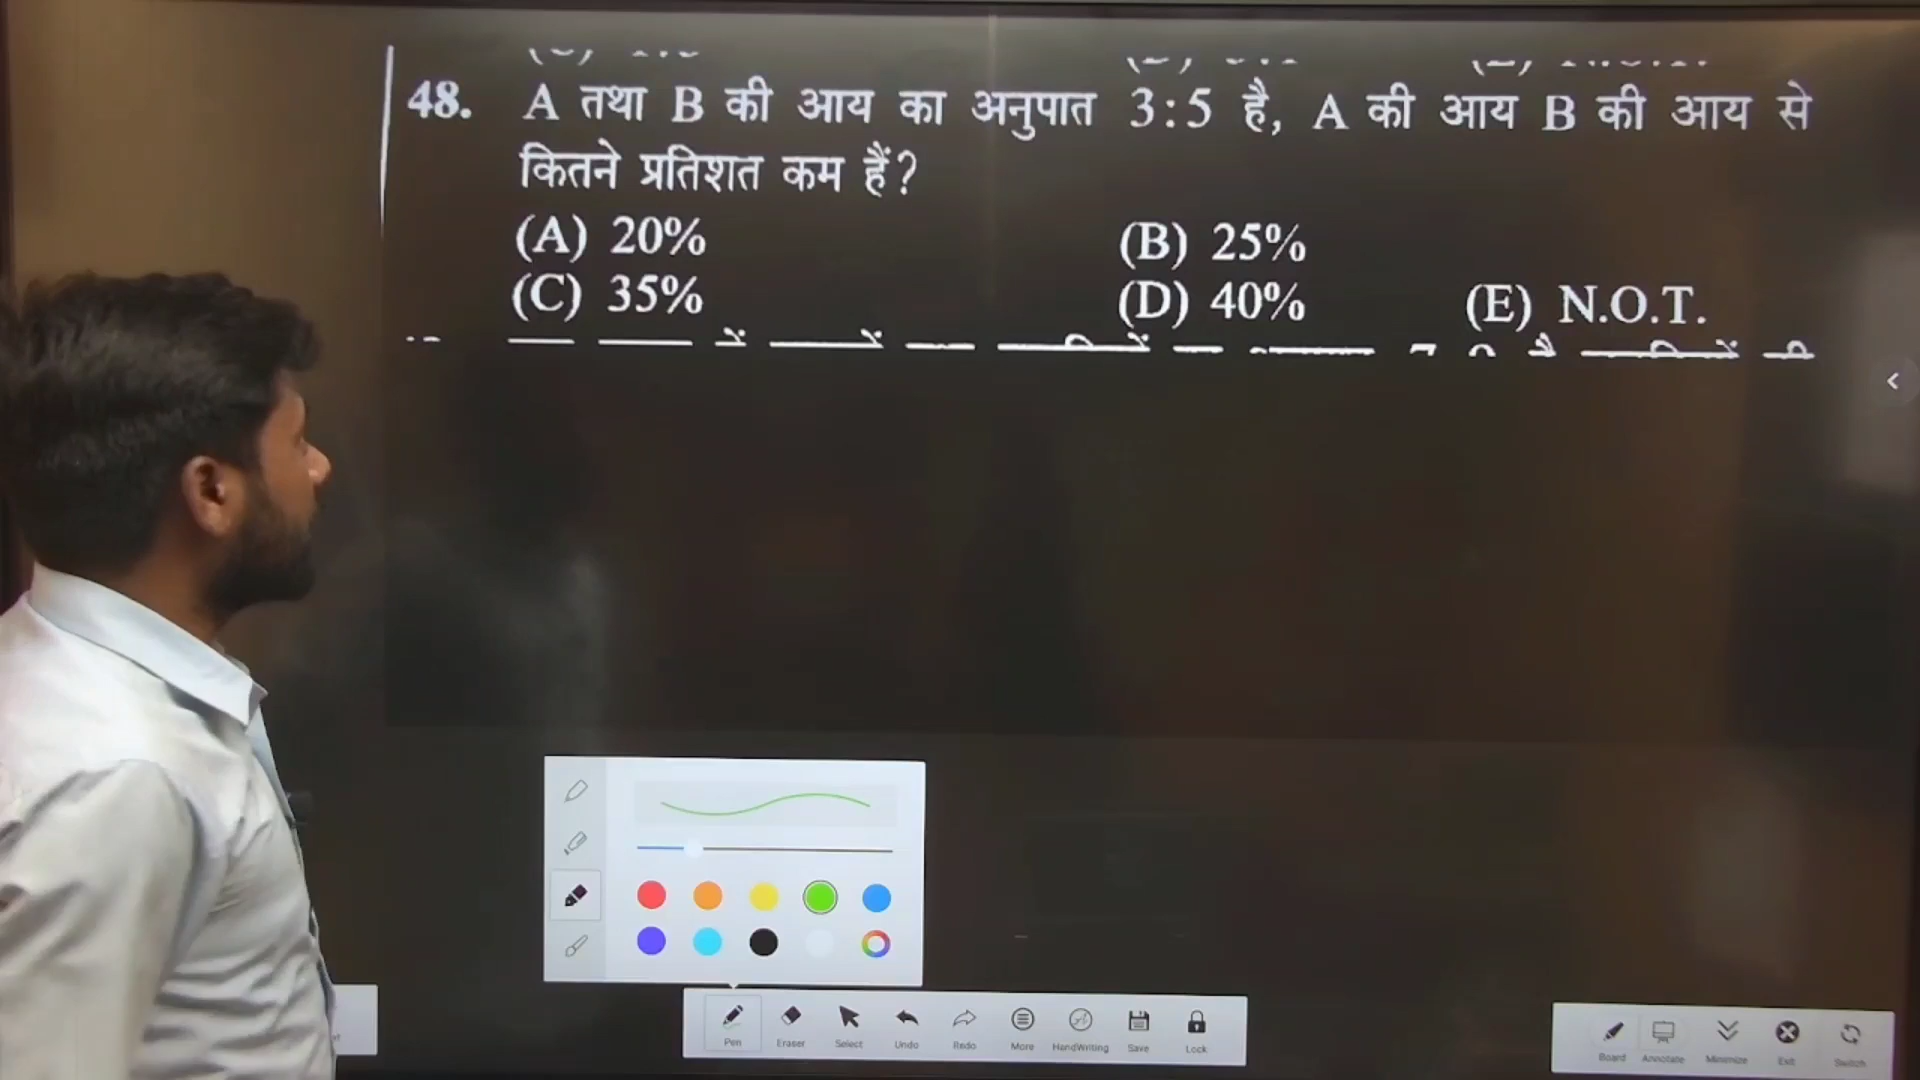 48. A तथा B की आय का अनुपात 3:5 है, A की आय B की आय से
कितने प्रतिशत कम हैं?
(A) 20% (B) 25%
(C) 35% (D) 40% (E) N.O.T.
Pen Eraser Select Undo Redo More HandWriting Save Lock
Board Annotate Minimize Exit Switch